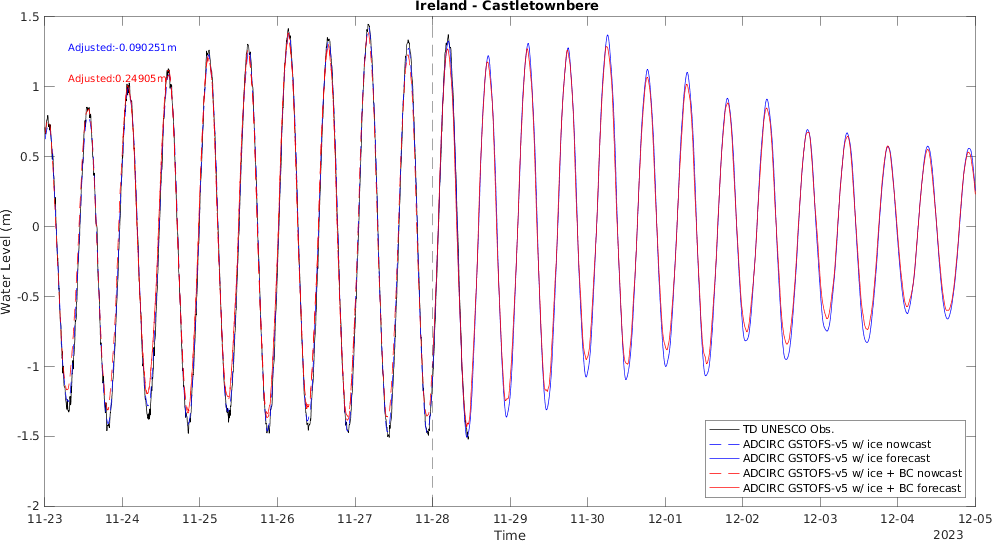 Ireland - Castletownbere
Adjusted:-0.090251m
Adjusted:0.24905m
1.5
1
0.5
0
-0.5
-1
-1.5
-2
Water Level (m)
TD UNESCO Obs.
ADCIRC GSTOFS-v5 w/ ice nowcast
ADCIRC GSTOFS-v5 w/ ice forecast
ADCIRC GSTOFS-v5 w/ ice + BC nowcast
ADCIRC GSTOFS-v5 w/ ice + BC forecast
11-23 11-24 11-25 11-26 11-27 11-28 11-29 11-30 12-01 12-02 12-03 12-04 12-05
Time
2023